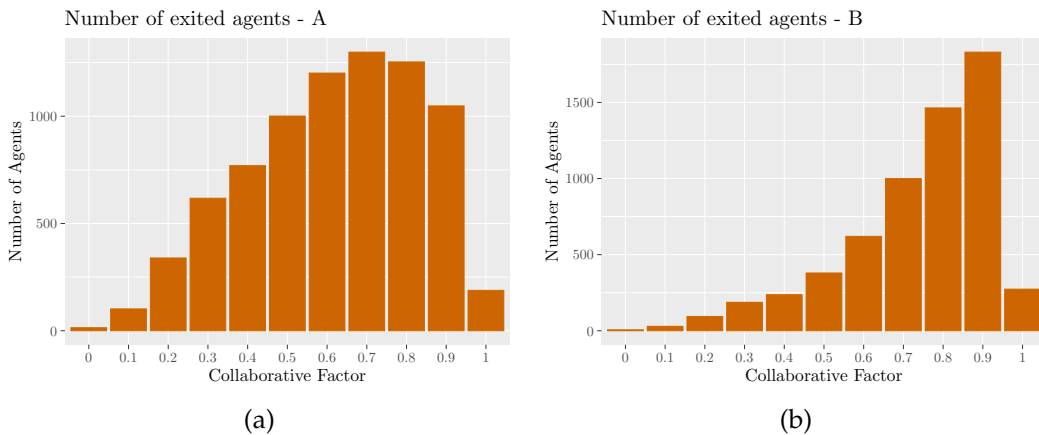 Number of exited agents - A
Number of Agents
1000
500
0
0 0.1 0.2 0.3 0.4 0.5 0.6 0.7 0.8 0.9 1
Collaborative Factor
(a)
Number of exited agents - B
Number of Agents
1500
1000
500
0
0 0.1 0.2 0.3 0.4 0.5 0.6 0.7 0.8 0.9 1
Collaborative Factor
(b)